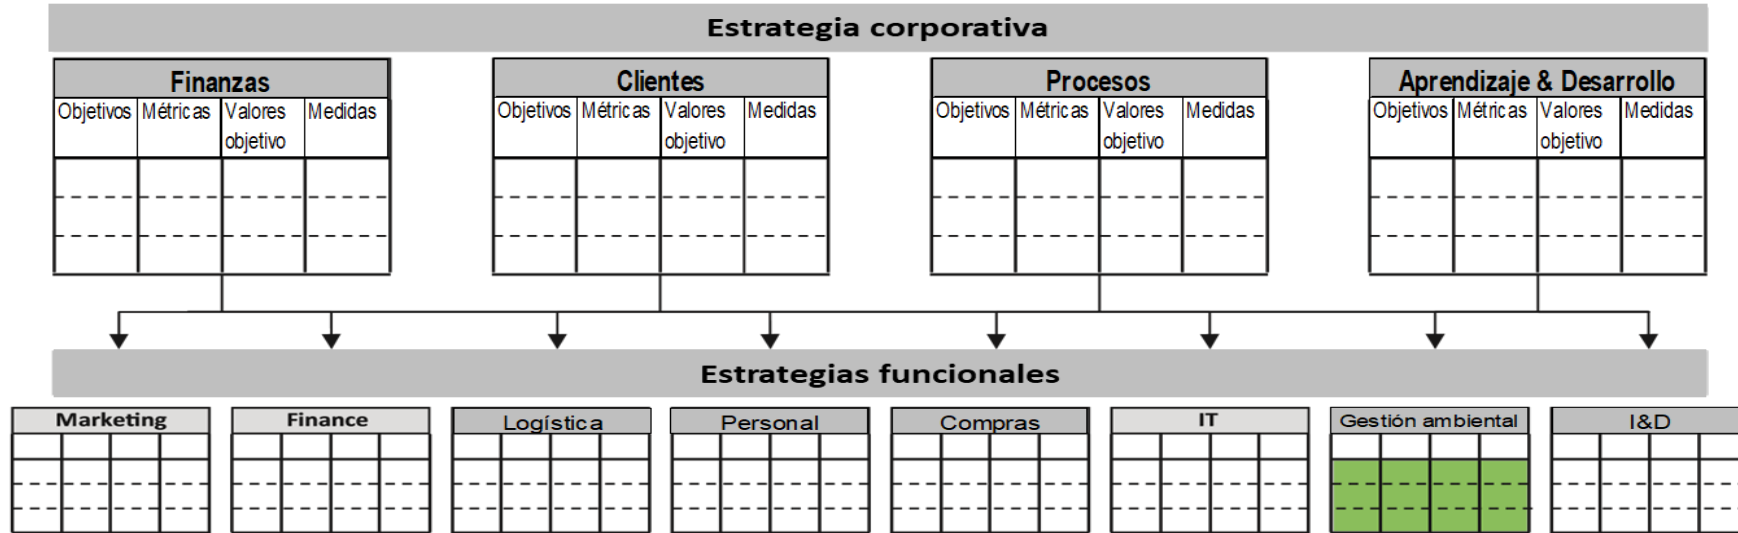 Estrategia corporativa
Finanzas
Objetivos Métricas Valores objetivo Medidas
Clientes
Objetivos Métricas Valores objetivo Medidas
Procesos
Objetivos Métricas Valores objetivo Medidas
Aprendizaje & Desarrollo
Objetivos Métricas Valores objetivo Medidas
Estrategias funcionales
Marketing
Finance
Logística
Personal
Compras
IT
Gestión ambiental
I&D